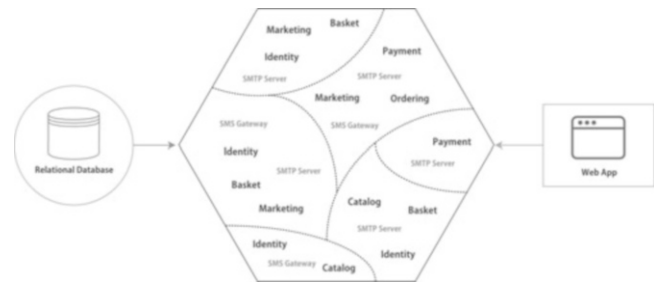 Marketing
Basket
Identity
SMTP Server
Payment
SMTP Server
Marketing
Ordering
SMS Gateway
SMS Gateway
Identity
SMTP Server
Basket
Marketing
Payment
SMTP Server
Catalog
Basket
SMTP Server
Identity
Identity
SMS Gateway
Catalog
Relational Database
Web App